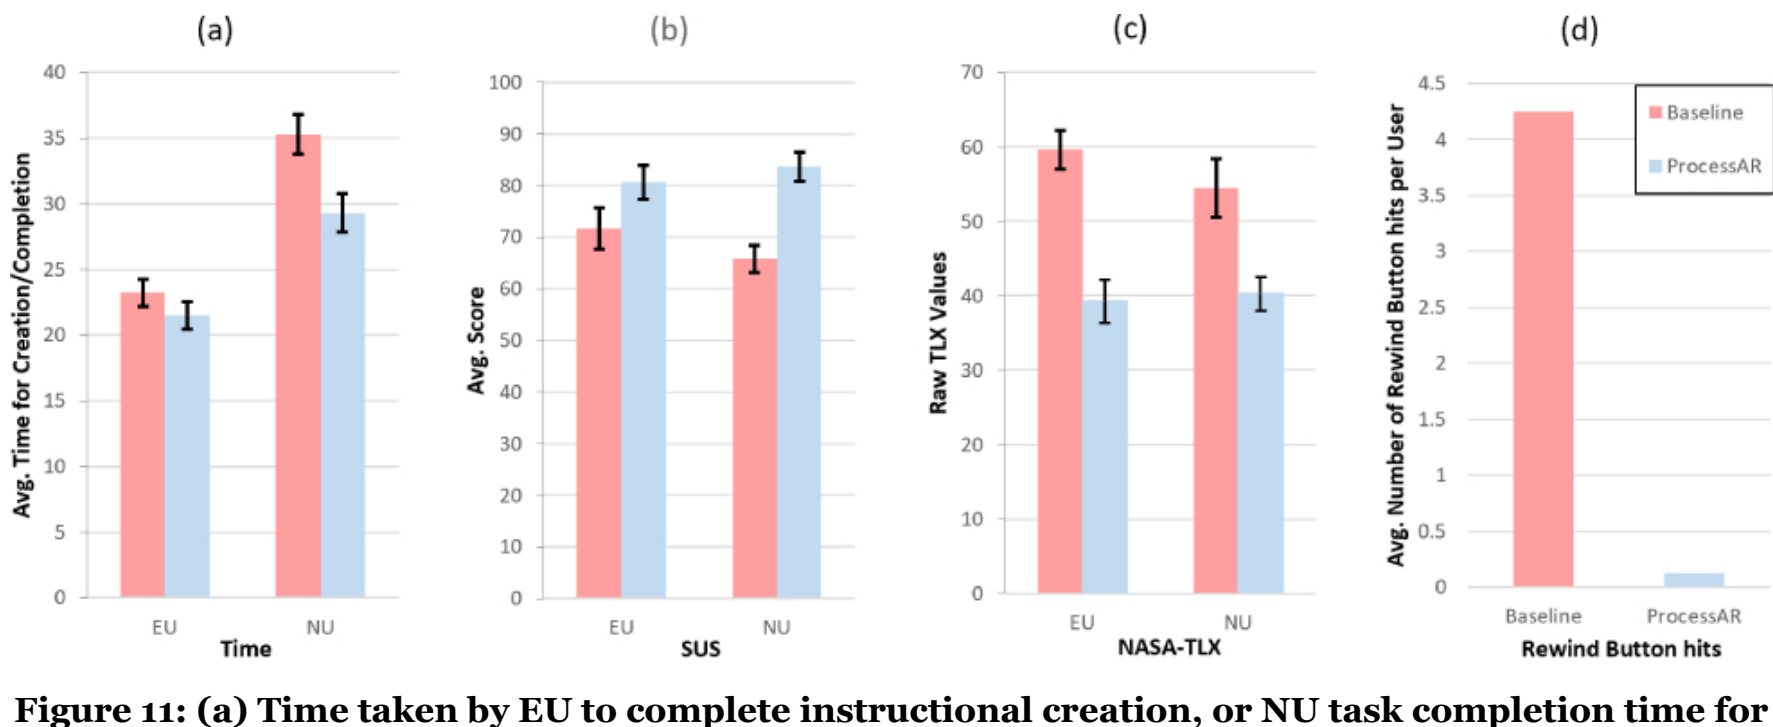 (a)
(b)
(c)
(d)
40
35
30
25
20
15
10
5
0
Avg. Time for Creation/Completion
EU
NU
Time
100
90
80
70
60
50
40
30
20
10
0
Avg. Score
EU
NU
SUS
70
60
50
40
30
20
10
0
Raw TLX Values
EU
NU
NASA-TLX
4.5
4
3.5
3
2.5
2
1.5
1
0.5
0
Avg. Number of Rewind Button hits per User
Baseline
ProcessAR
Baseline
ProcessAR
Rewind Button hits
Figure 11: (a) Time taken by EU to complete instructional creation, or NU task completion time for